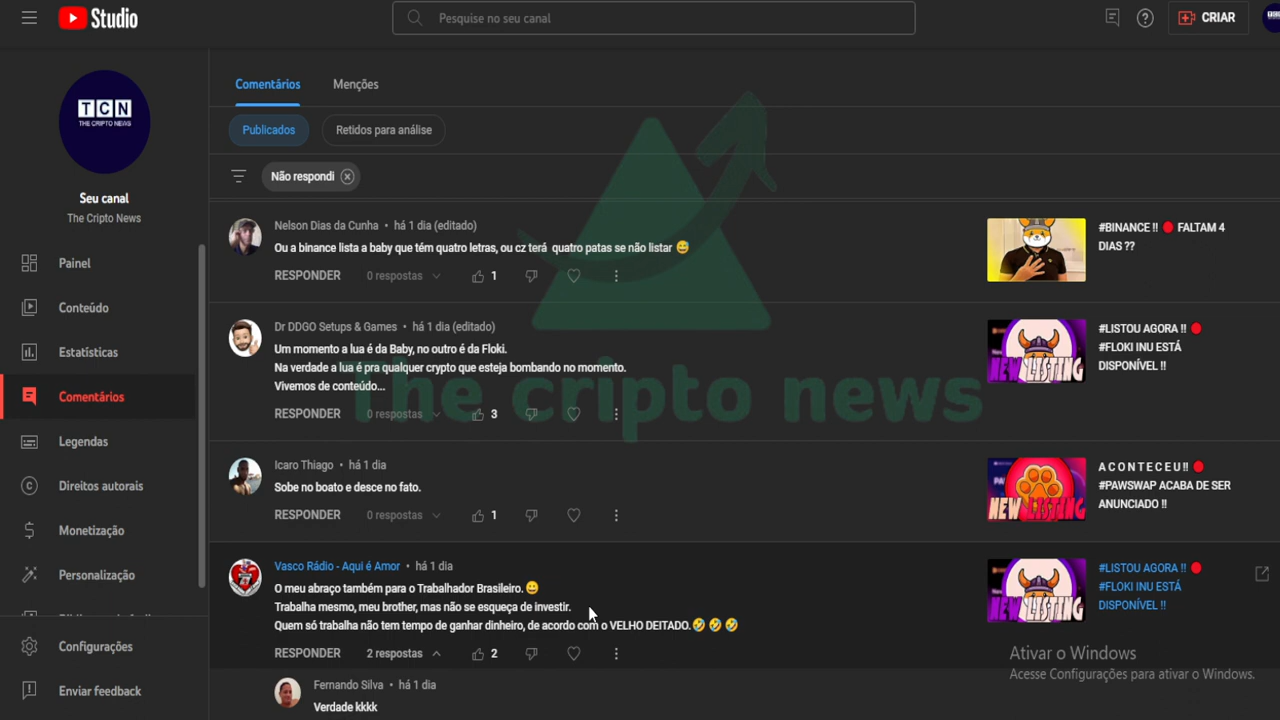 Studio
Pesquise no seu canal
CRIAR
TCN
THE CRIPTO NEWS
Seu canal
The Cripto News
Painel
Conteúdo
Estatísticas
Comentários
Legendas
Direitos autorais
Monetização
Personalização
Configurações
Enviar feedback
Comentários
Menções
Publicados
Retidos para análise
Não respondi
Nelson Dias da Cunha • há 1 dia (editado)
Ou a binance lista a baby que têm quatro letras, ou cz terá quatro patas se não listar 😅
RESPONDER 0 respostas 1
#BINANCE !! 🔴 FALTAM 4
DIAS ??
Dr DDGO Setups & Games • há 1 dia (editado)
Um momento a lua é da Baby, no outro é da Floki.
Na verdade a lua é pra qualquer crypto que esteja bombando no momento.
Vivemos de conteúdo...
RESPONDER 0 respostas 3
#LISTOU AGORA !! 🔴
#FLOKI INU ESTÁ
DISPONÍVEL !!
NEW LISTING
The cripto news
Icaro Thiago • há 1 dia
Sobe no boato e desce no fato.
RESPONDER 0 respostas 1
A C O N T E C E U !! 🔴
#PAWSWAP ACABA DE SER
ANUNCIADO !!
NEW LISTING
Vasco Rádio - Aqui é Amor • há 1 dia
O meu abraço também para o Trabalhador Brasileiro. 😀
Trabalha mesmo, meu brother, mas não se esqueça de investir.
Quem só trabalha não tem tempo de ganhar dinheiro, de acordo com o VELHO DEITADO. 🤣 🤣 🤣
RESPONDER 2 respostas 2
#LISTOU AGORA !! 🔴
#FLOKI INU ESTÁ
DISPONÍVEL !!
NEW LISTING
Fernando Silva • há 1 dia
Verdade kkkk
Ativar o Windows
Acesse Configurações para ativar o Windows.